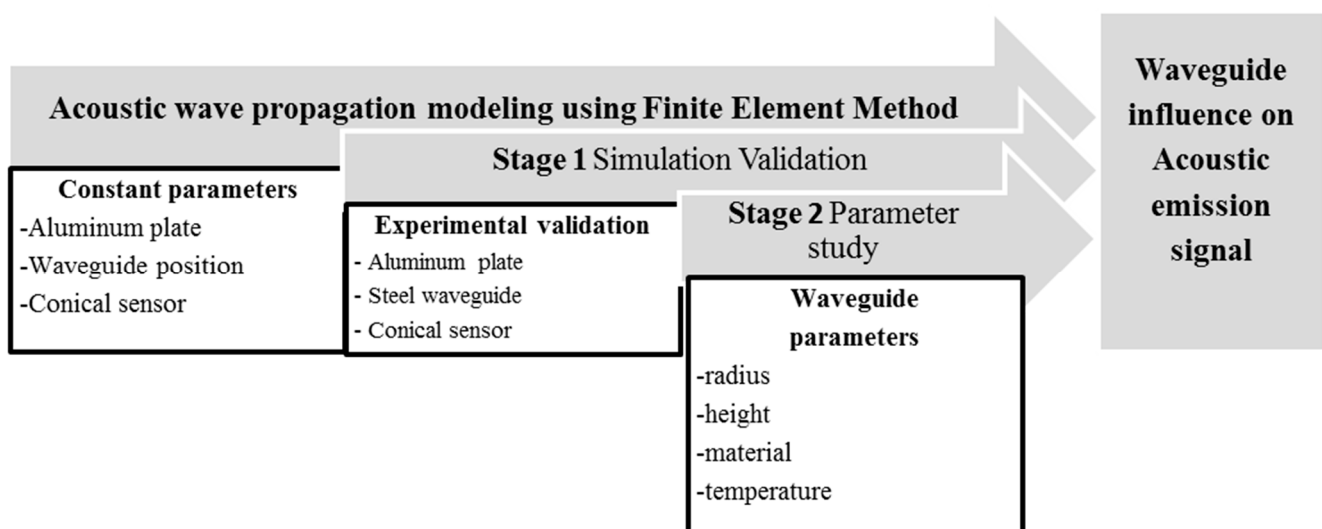 Acoustic wave propagation modeling using Finite Element Method
Constant parameters
-Aluminum plate
-Waveguide position
-Conical sensor
Stage 1 Simulation Validation
Experimental validation
- Aluminum plate
- Steel waveguide
- Conical sensor
Stage 2 Parameter
study
Waveguide
parameters
-radius
-height
-material
-temperature
Waveguide
influence on
Acoustic
emission
signal